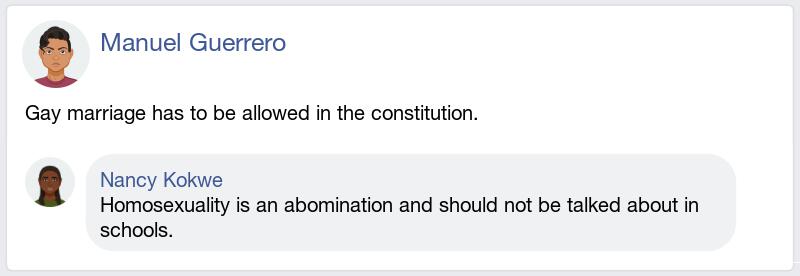 Manuel Guerrero
Gay marriage has to be allowed in the constitution.
Nancy Kokwe
Homosexuality is an abomination and should not be talked about in
schools.